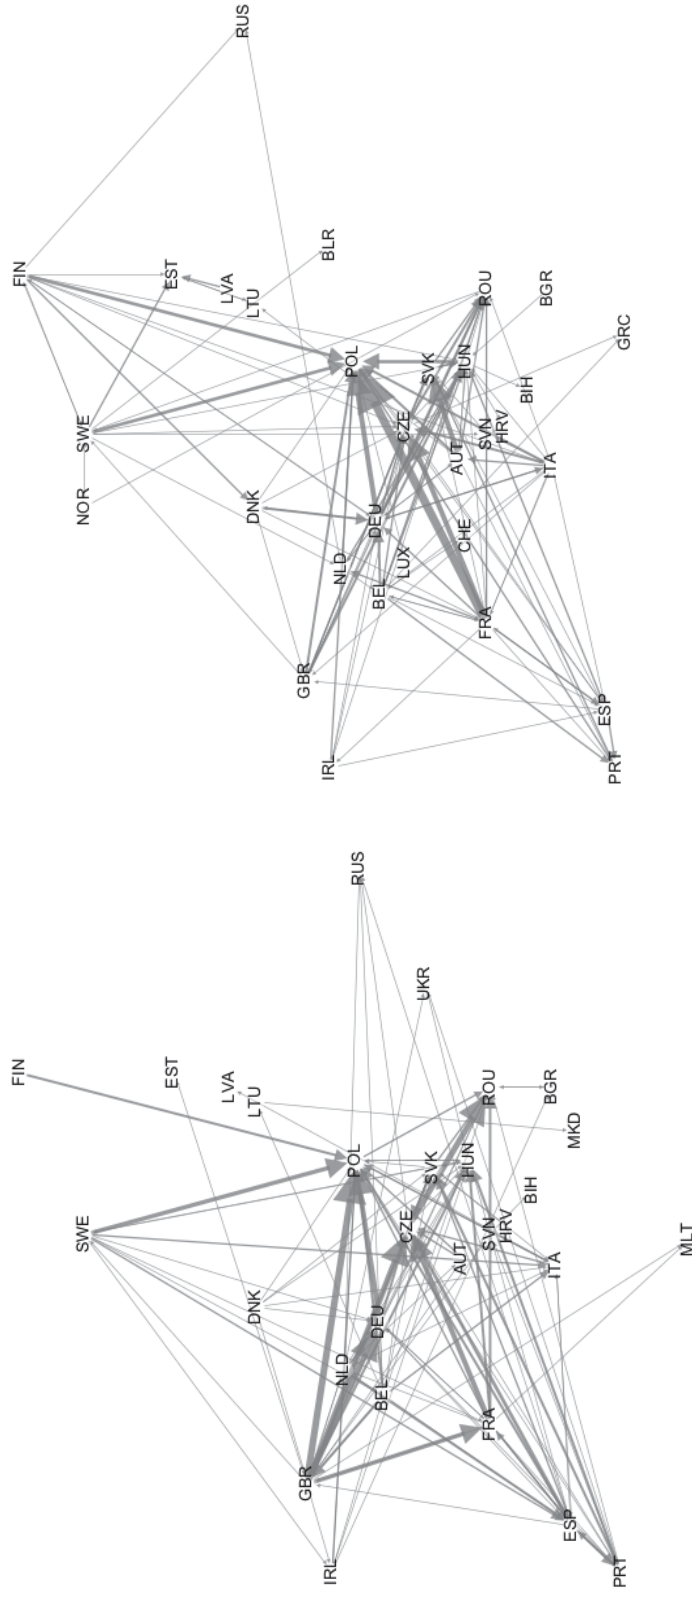 RUS
FIN
EST
BLR
LVA
LTU
ROU
BGR
GRC
POL
SVK
HUN
BIH
SWE
CZE
SVN
HRV
AUT
ITA
NOR
DNK
DEU
CHE
NLD
LUX
BEL
FRA
GBR
ESP
IRL
PRT
RUS
UKR
FIN
EST
LVA
LTU
ROU
BGR
MKD
POL
SVK
HUN
BIH
SWE
CZE
SVN
HRV
MLT
AUT
ITA
DNK
DEU
NLD
BEL
FRA
GBR
ESP
IRL
PRT